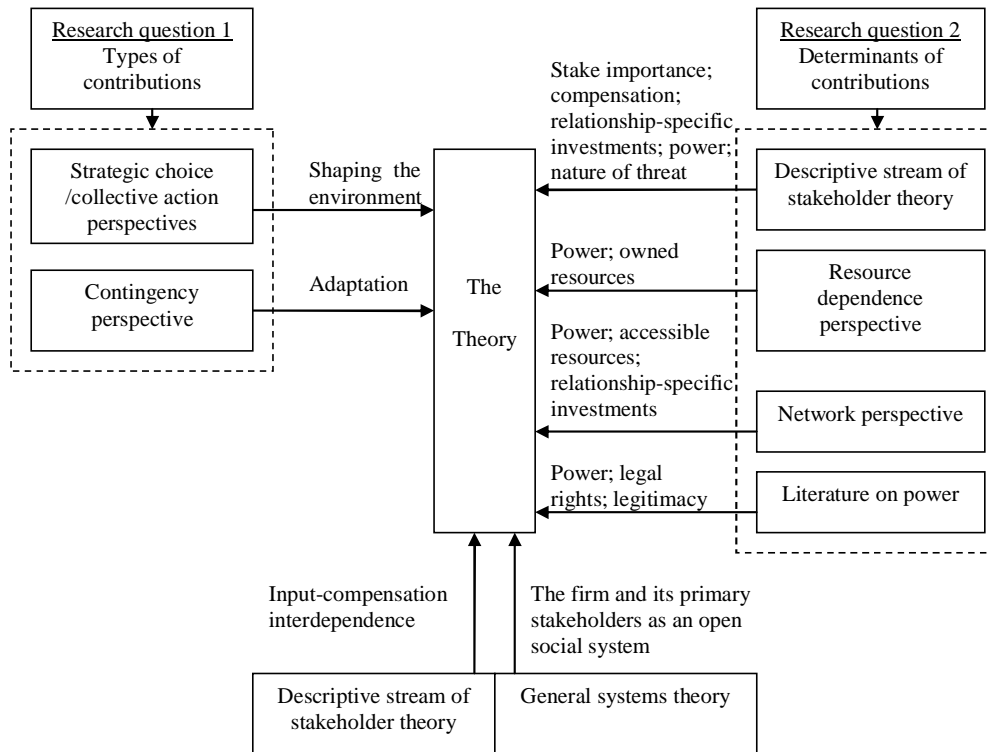 Research question 1
Types of
contributions
Research question 2
Determinants of
contributions
Strategic choice
/collective action
perspectives
Shaping the
environment
Contingency
perspective
Adaptation
The
Theory
Stake importance;
compensation;
relationship-specific
investments; power;
nature of threat
Descriptive stream of
stakeholder theory
Power; owned
resources
Resource
dependence
perspective
Power; accessible
resources;
relationship-specific
investments
Network perspective
Power; legal
rights; legitimacy
Literature on power
Input-compensation
interdependence
The firm and its primary
stakeholders as an open
social system
Descriptive stream of
stakeholder theory
General systems theory